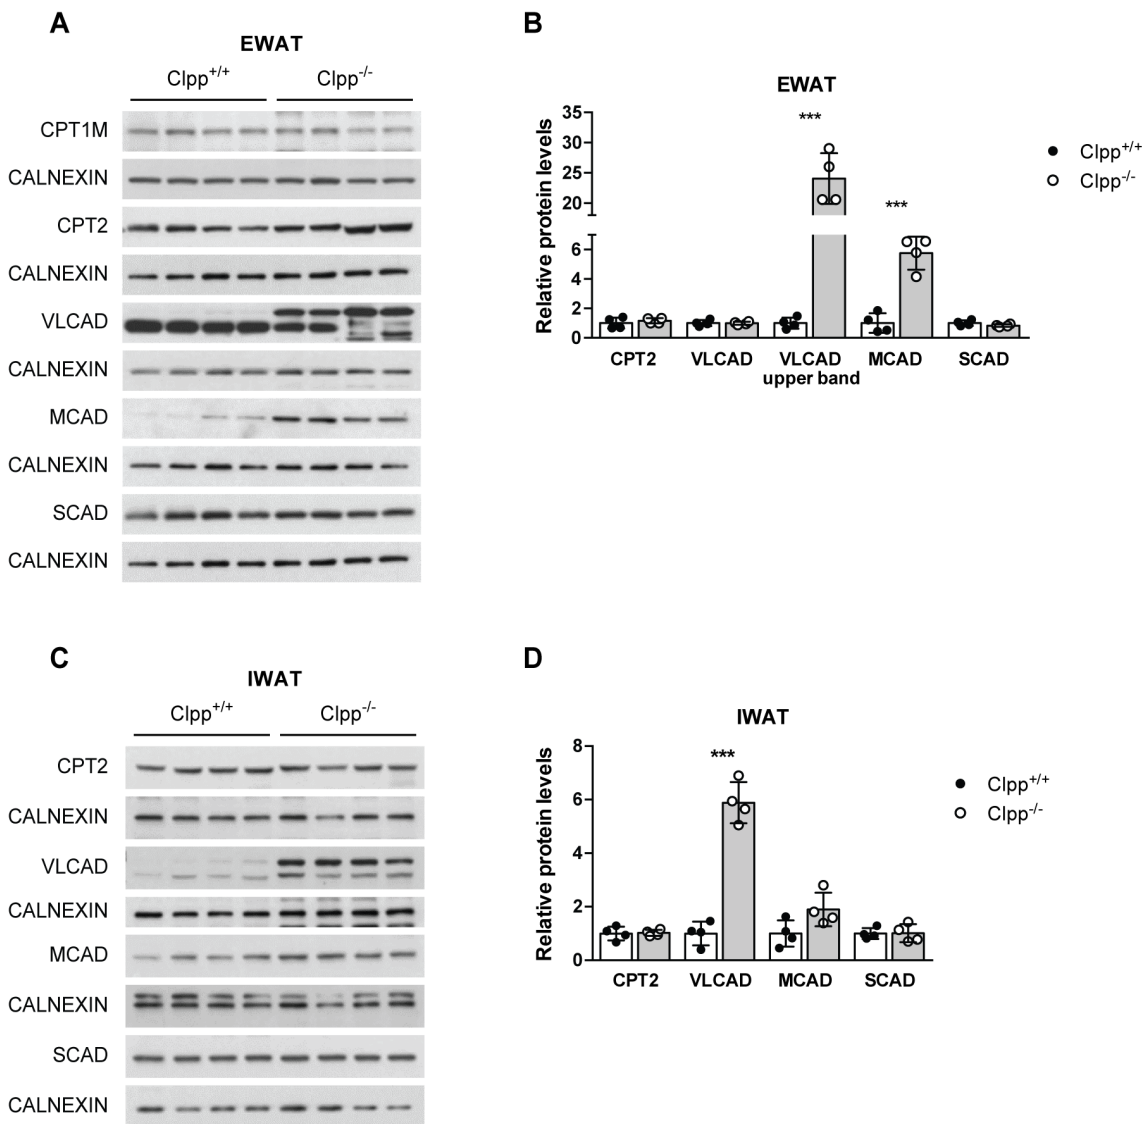 A
EWAT
Clpp+/+ Clpp-/-
CPT1M
CALNEXIN
CPT2
CALNEXIN
VLCAD
CALNEXIN
MCAD
CALNEXIN
SCAD
CALNEXIN
B
EWAT
Relative protein levels
35
30
25
20
6
4
2
0
***
***
CPT2 VLCAD VLCAD MCAD SCAD
upper band
Clpp+/+
Clpp-/-
C
IWAT
Clpp+/+ Clpp-/-
CPT2
CALNEXIN
VLCAD
CALNEXIN
MCAD
CALNEXIN
SCAD
CALNEXIN
D
IWAT
Relative protein levels
8
6
4
2
0
***
CPT2 VLCAD MCAD SCAD
Clpp+/+
Clpp-/-